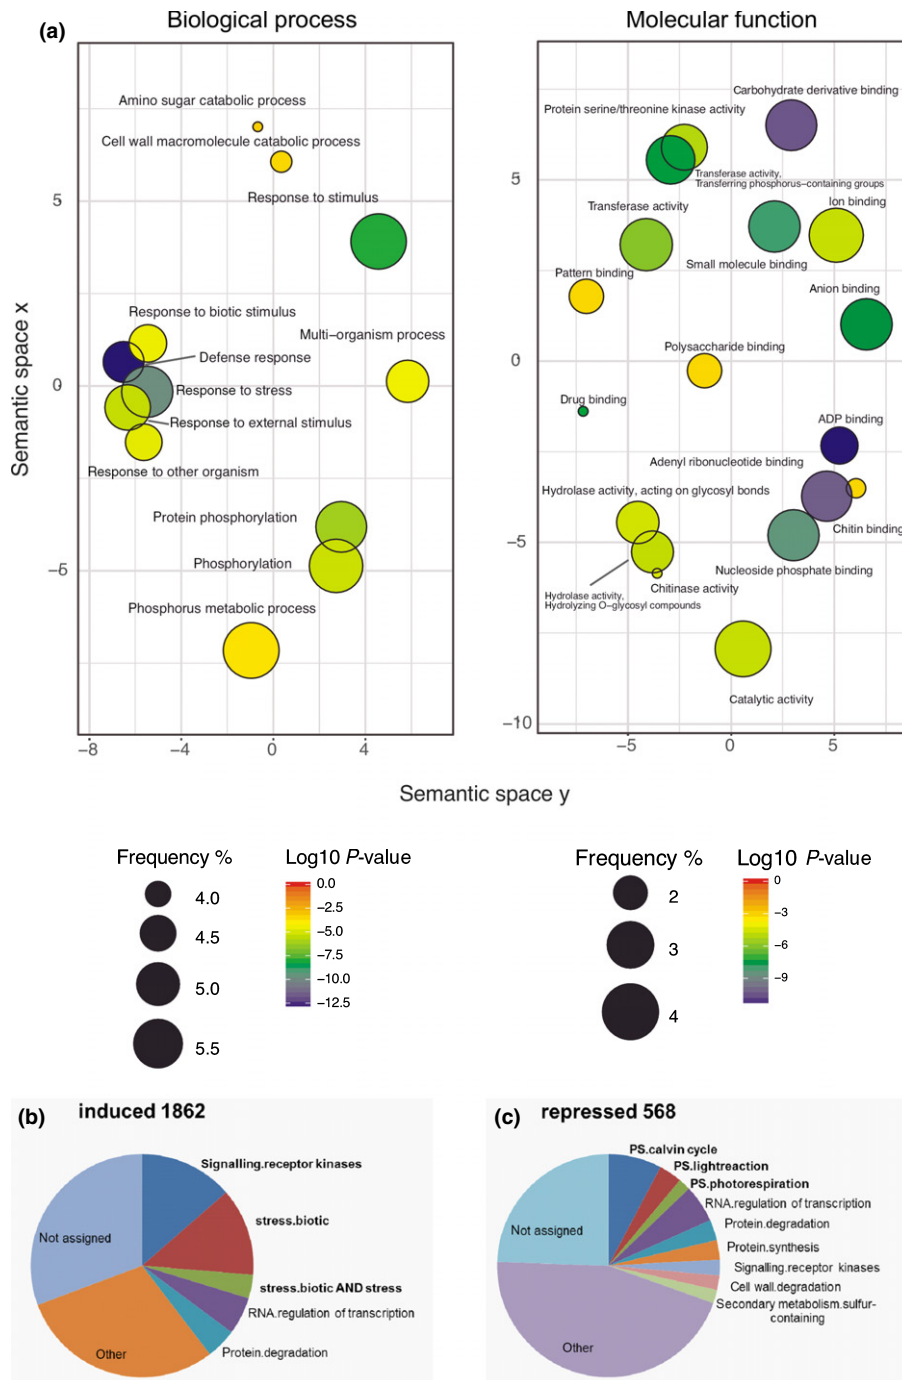 (a)
Biological process
Molecular function
Semantic space x
5
0
−6
−8
−4
0
4
Amino sugar catabolic process
Cell wall macromolecule catabolic process
Response to stimulus
Response to biotic stimulus
Multi−organism process
Defense response
Response to stress
Response to external stimulus
Response to other organism
Protein phosphorylation
Phosphorylation
Phosphorus metabolic process
5
0
−5
−10
−5
0
5
Carbohydrate derivative binding
Protein serine/threonine kinase activity
Transferase activity,
Transferring phosphorus−containing groups
Ion binding
Transferase activity
Small molecule binding
Pattern binding
Anion binding
Polysaccharide binding
Drug binding
ADP binding
Adenyl ribonucleotide binding
Hydrolase activity, acting on glycosyl bonds
Chitin binding
Nucleoside phosphate binding
Chitinase activity
Hydrolase activity,
Hydrolyzing O−glycosyl compounds
Catalytic activity
Semantic space y
Frequency %
4.0
4.5
5.0
5.5
Log10 P-value
0.0
−2.5
−5.0
−7.5
−10.0
−12.5
Frequency %
2
3
4
Log10 P-value
0
−3
−6
−9
(b)
induced 1862
Signalling.receptor kinases
stress.biotic
stress.biotic AND stress
RNA.regulation of transcription
Protein.degradation
Other
Not assigned
(c)
repressed 568
PS.calvin cycle
PS.lightreaction
PS.photorespiration
RNA.regulation of transcription
Protein.degradation
Protein.synthesis
Signalling.receptor kinases
Cell wall.degradation
Secondary metabolism.sulfur-
containing
Other
Not assigned